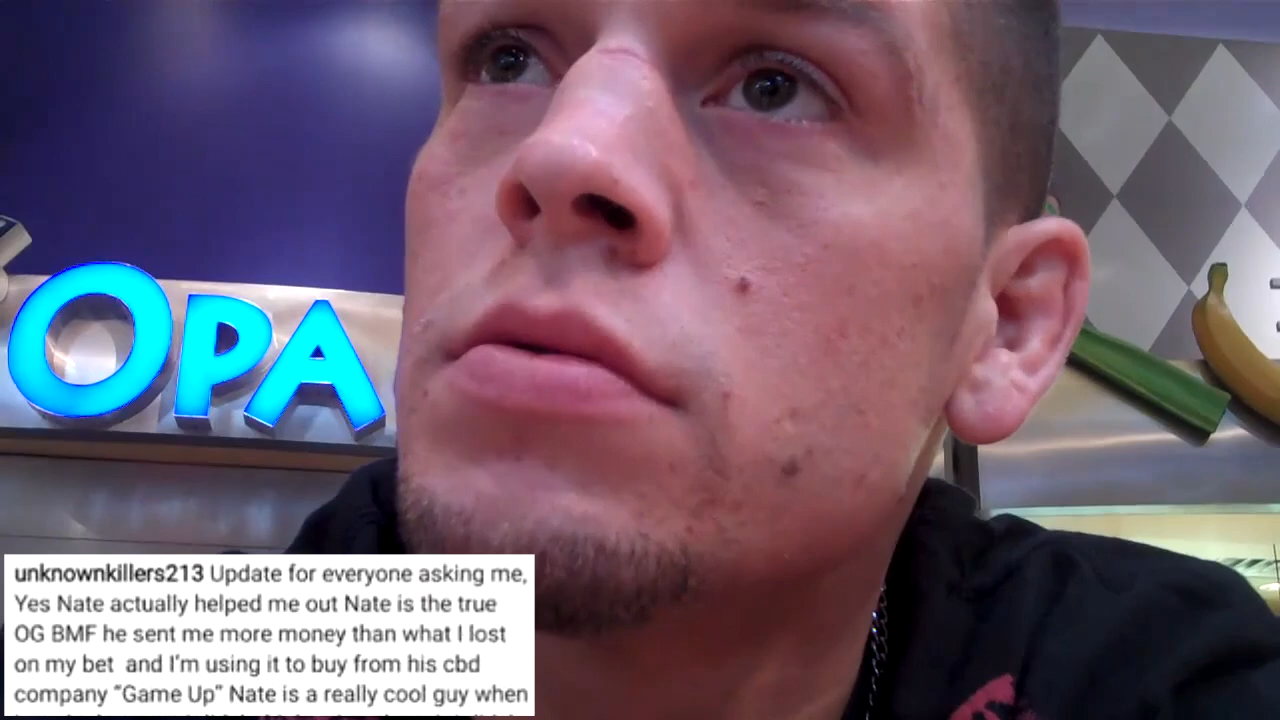 OPA
unknownkillers213 Update for everyone asking me,
Yes Nate actually helped me out Nate is the true
OG BMF he sent me more money than what I lost
on my bet and I'm using it to buy from his cbd
company “Game Up” Nate is a really cool guy when